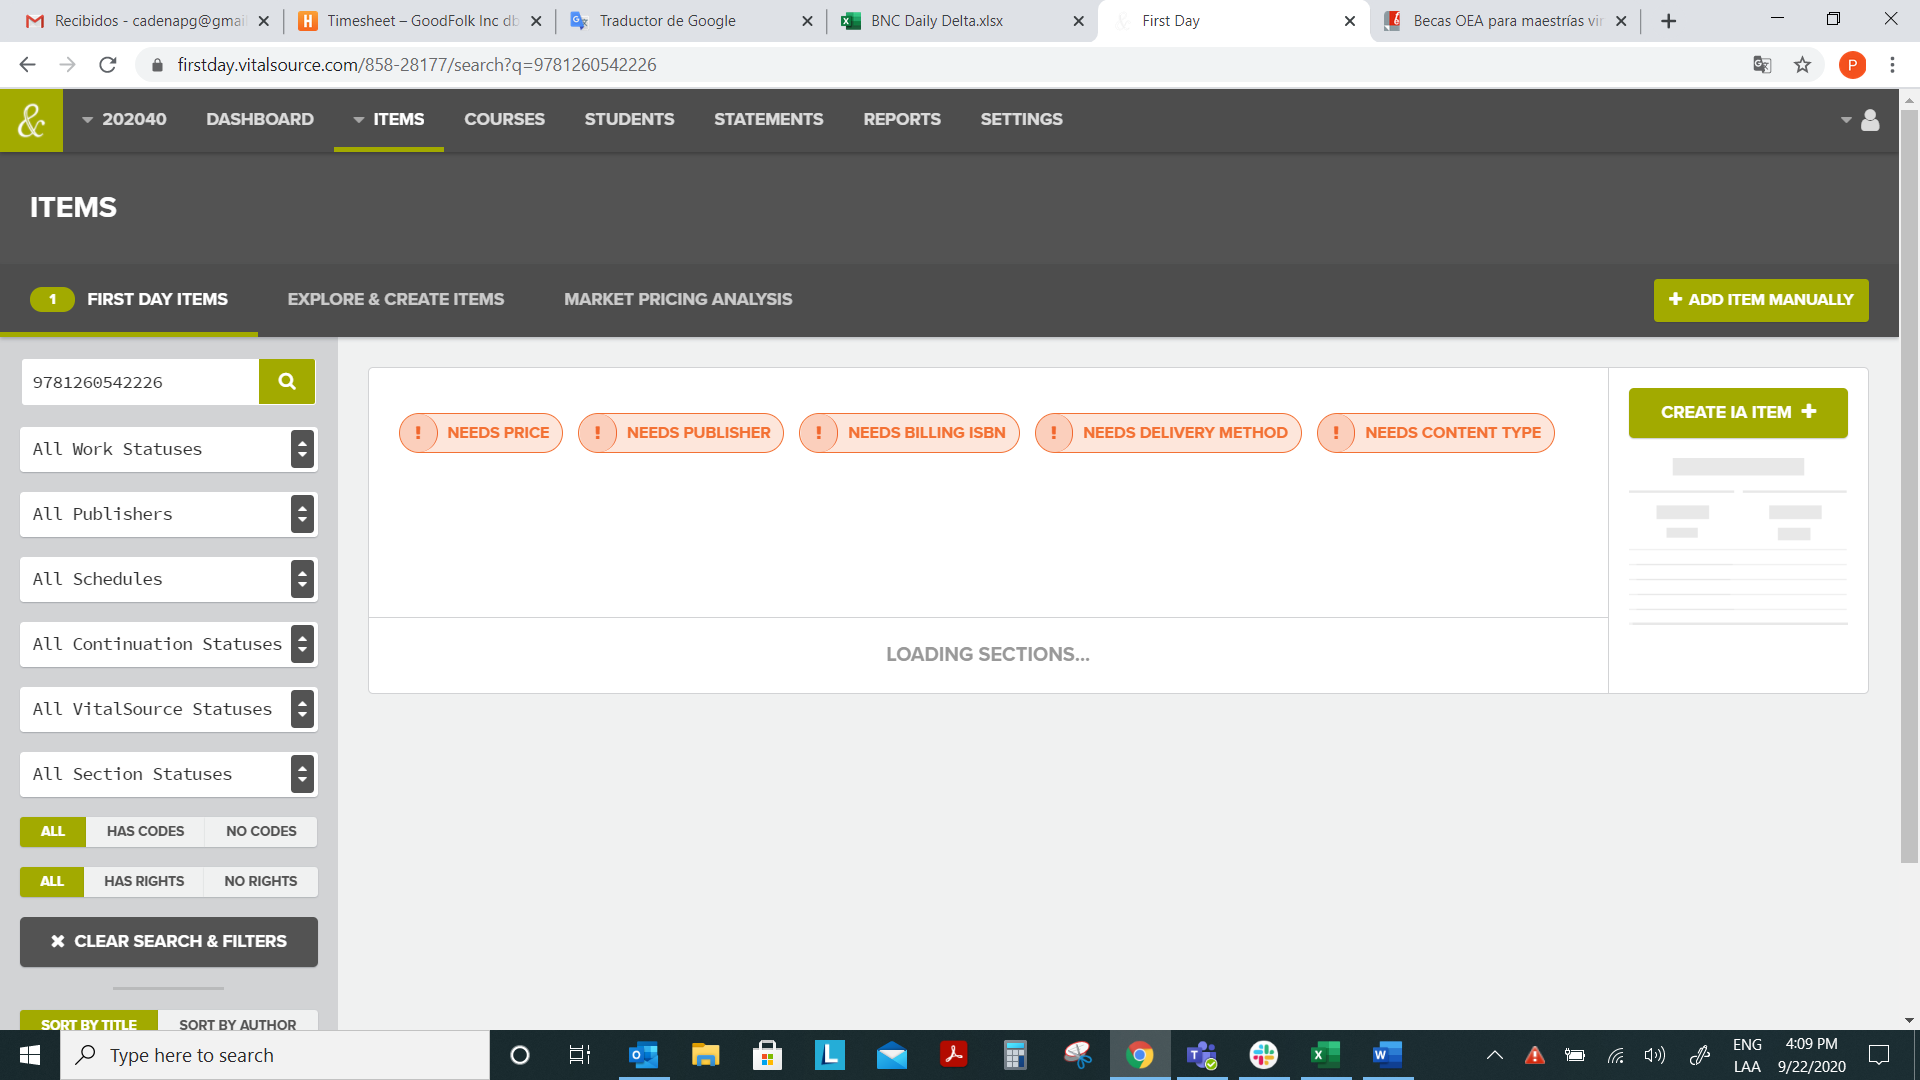 Recibidos - cadenapg@gmai
Timesheet – GoodFolk Inc db
Traductor de Google
BNC Daily Delta.xlsx
First Day
Becas OEA para maestrías vir
firstday.vitalsource.com/858-28177/search?q=9781260542226
P
&
202040
DASHBOARD
ITEMS
COURSES
STUDENTS
STATEMENTS
REPORTS
SETTINGS
ITEMS
1 FIRST DAY ITEMS
EXPLORE & CREATE ITEMS
MARKET PRICING ANALYSIS
+ ADD ITEM MANUALLY
9781260542226
All Work Statuses
All Publishers
All Schedules
All Continuation Statuses
All VitalSource Statuses
All Section Statuses
ALL HAS CODES NO CODES
ALL HAS RIGHTS NO RIGHTS
CLEAR SEARCH & FILTERS
SORT BY TITLE SORT BY AUTHOR
! NEEDS PRICE
! NEEDS PUBLISHER
! NEEDS BILLING ISBN
! NEEDS DELIVERY METHOD
! NEEDS CONTENT TYPE
LOADING SECTIONS...
CREATE IA ITEM +
Type here to search
ENG
LAA
4:09 PM
9/22/2020